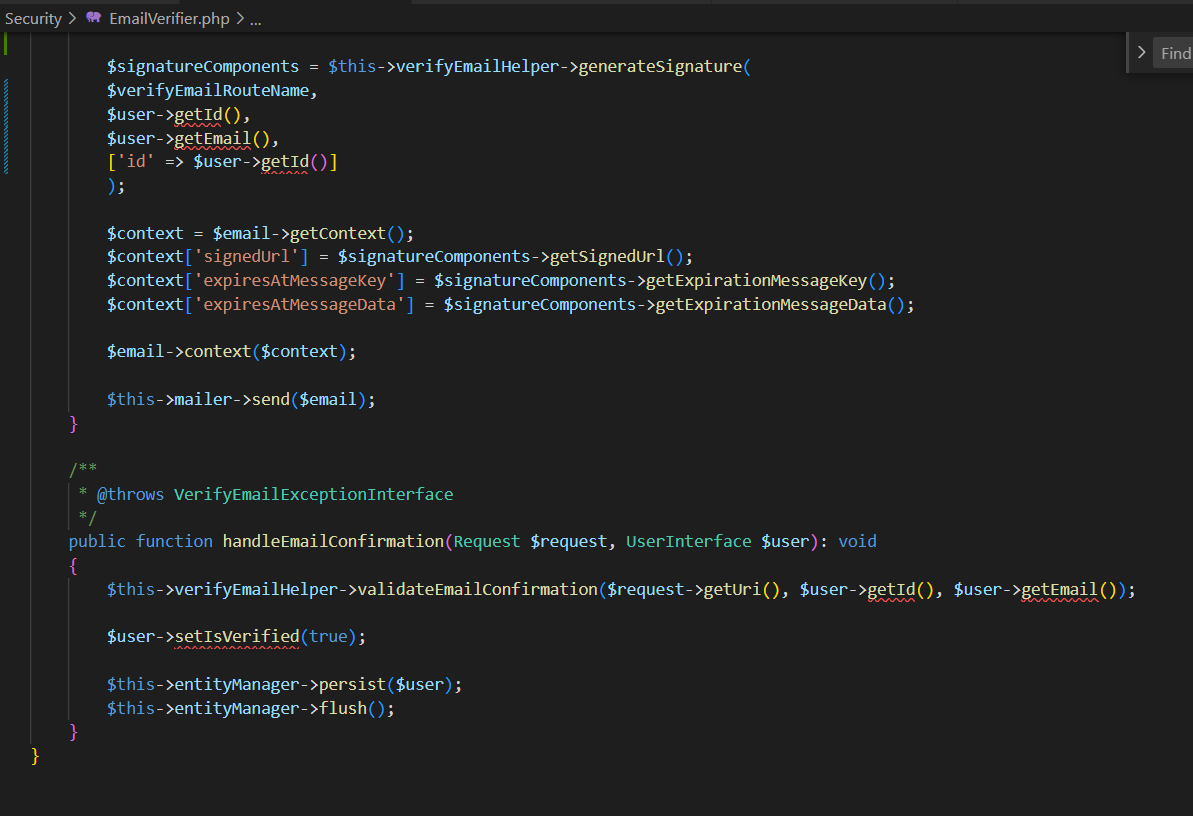 Security > EmailVerifier.php > ...
> Find
$signatureComponents = $this->verifyEmailHelper->generateSignature(
$verifyEmailRouteName,
$user->getId(),
$user->getEmail(),
['id' => $user->getId()]
);
$context = $email->getContext();
$context['signedUrl'] = $signatureComponents->getSignedUrl();
$context['expiresAtMessageKey'] = $signatureComponents->getExpirationMessageKey();
$context['expiresAtMessageData'] = $signatureComponents->getExpirationMessageData();
$email->context($context);
$this->mailer->send($email);
}
/**
* @throws VerifyEmailExceptionInterface
*/
public function handleEmailConfirmation(Request $request, UserInterface $user): void
{
$this->verifyEmailHelper->validateEmailConfirmation($request->getUri(), $user->getId(), $user->getEmail());
$user->setIsVerified(true);
$this->entityManager->persist($user);
$this->entityManager->flush();
}
}